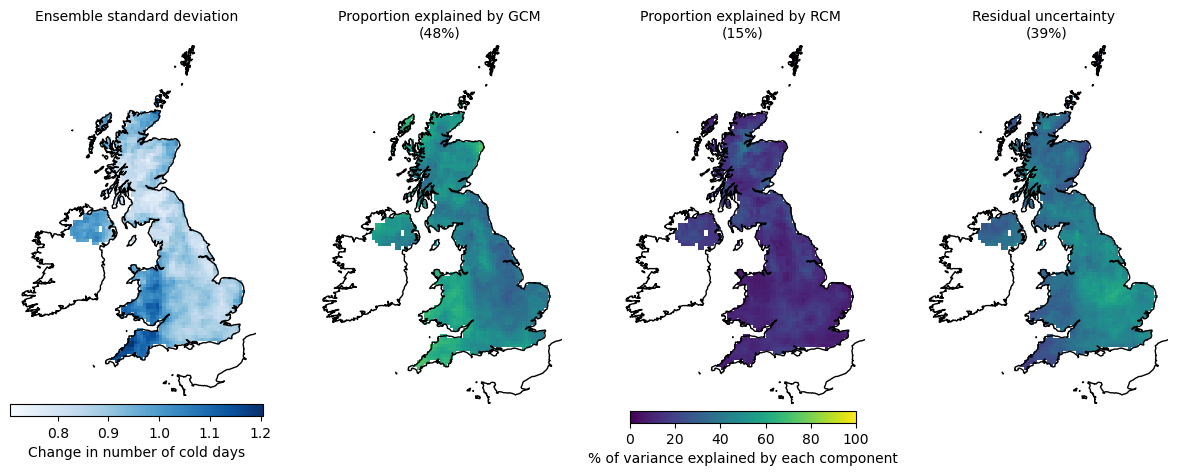 Ensemble standard deviation
Proportion explained by GCM
(48%)
Proportion explained by RCM
(15%)
Residual uncertainty
(39%)
0.8 0.9 1.0 1.1 1.2
Change in number of cold days
0 20 40 60 80 100
% of variance explained by each component